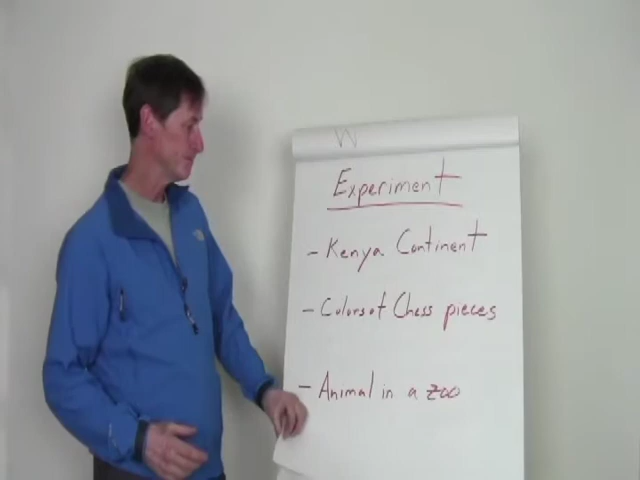 W
Experiment
- Kenya Continent
- Colors of Chess pieces
- Animal in a zoo